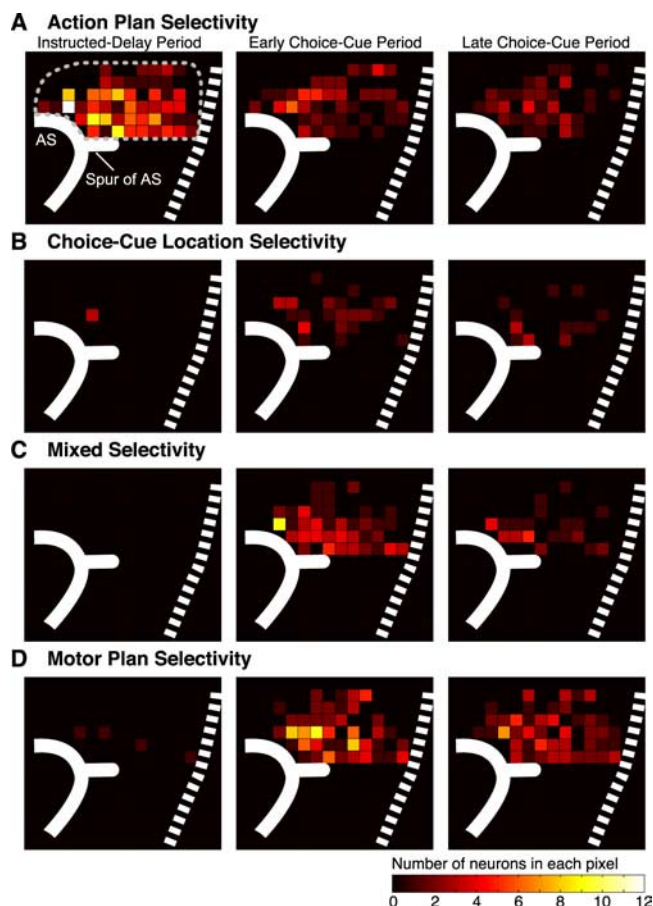 A Action Plan Selectivity
Instructed-Delay Period Early Choice-Cue Period Late Choice-Cue Period
AS
Spur of AS
B Choice-Cue Location Selectivity
C Mixed Selectivity
D Motor Plan Selectivity
Number of neurons in each pixel
0 2 4 6 8 10 12